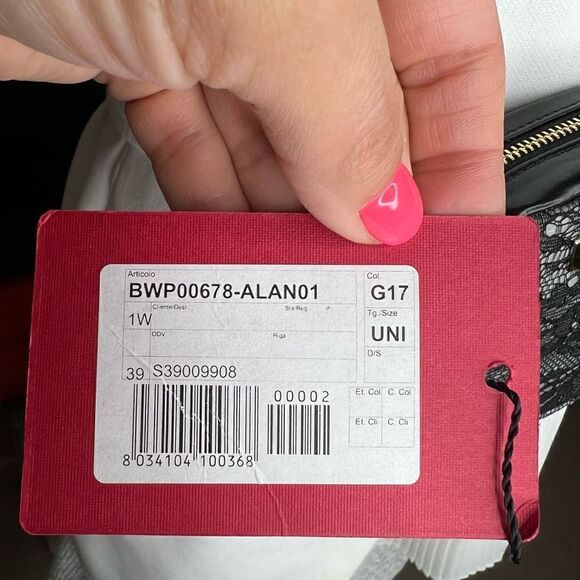 Articolo Col.
BWP00678-ALAN01 G17
Cliente/Dest Sta/Reg P Tg./Size
1W UNI
ODV Riga D/S
39 S39009908
00002 Et. Col C. Col
Et. Cli C. Cli
8 034104 100368